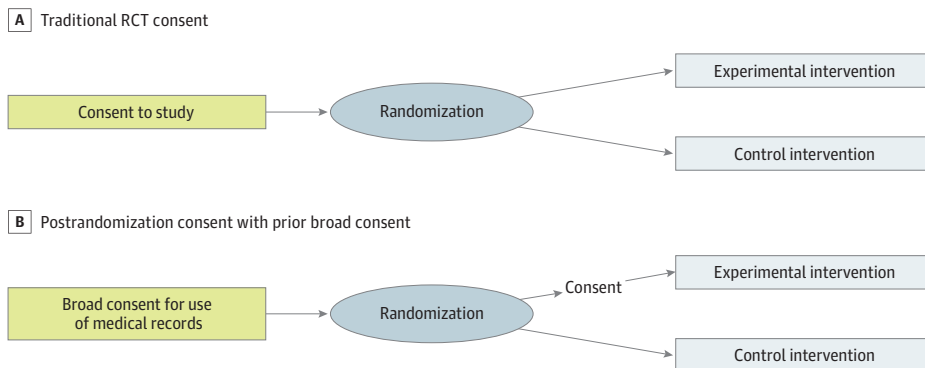 A Traditional RCT consent
Experimental intervention
Consent to study
Randomization
Control intervention
B Postrandomization consent with prior broad consent
Experimental intervention
Consent
Broad consent for use
of medical records
Randomization
Control intervention